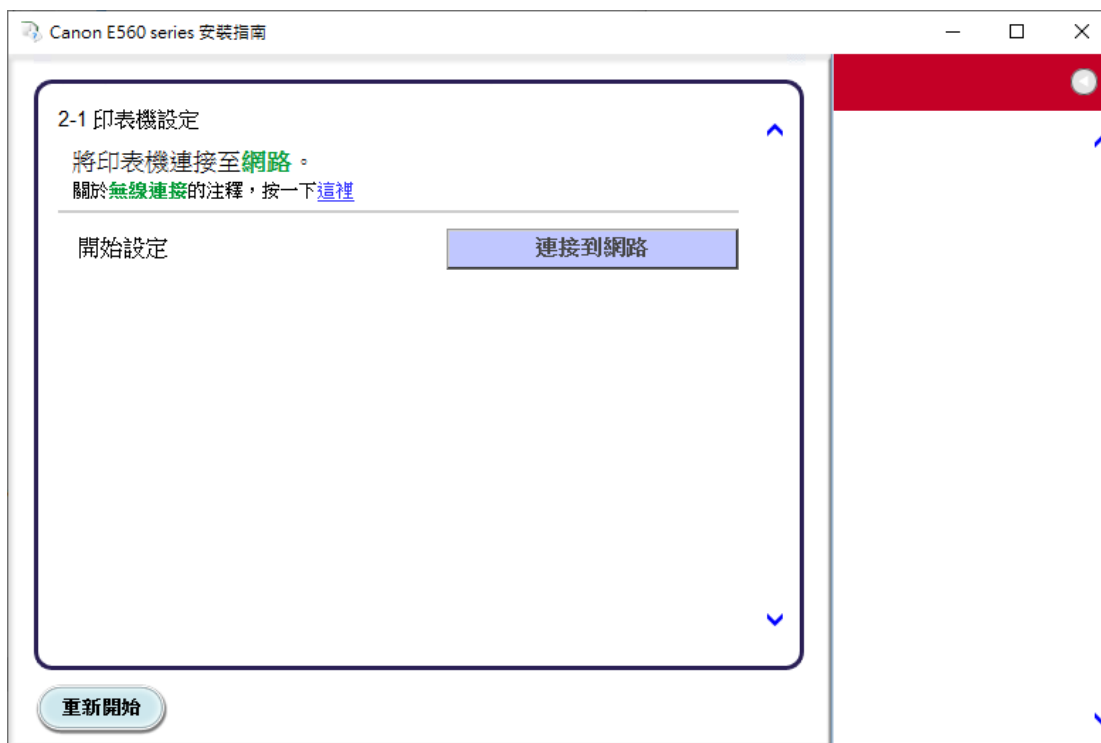 Canon E560 series 安裝指南
2-1 印表機設定
將印表機連接至網路。
關於無線連接的注釋，按一下這裡
開始設定
連接到網路
重新開始